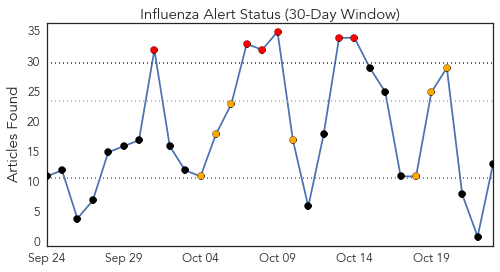 Influenza Alert Status (30-Day Window)
Articles Found
35
30
25
20
15
10
5
0
Sep 24 Sep 29 Oct 04 Oct 09 Oct 14 Oct 19